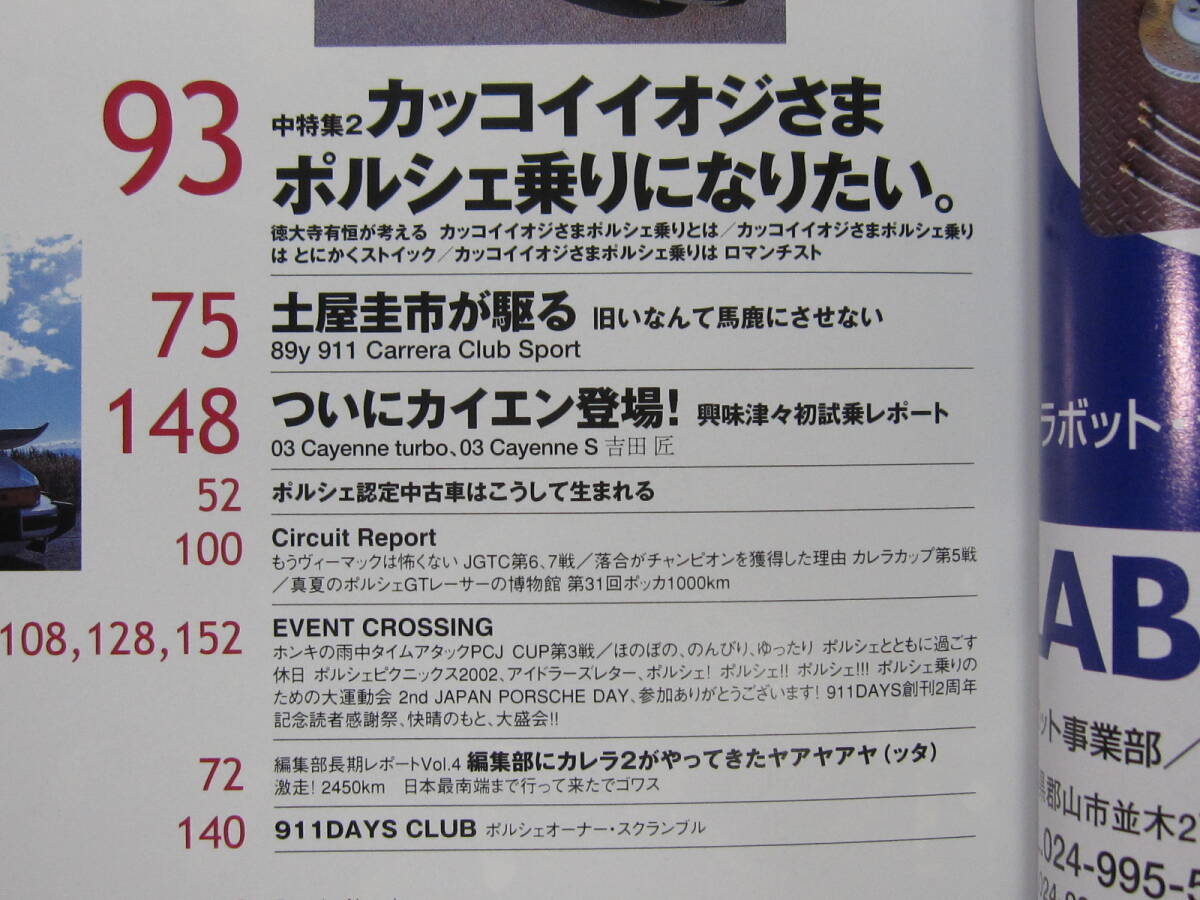 93
中特集2 カッコイイオジさま
ポルシェ乗りになりたい。
徳大寺有恒が考える カッコイイオジさまポルシェ乗りとは／カッコイイオジさまポルシェ乗り
は とにかくストイック／カッコイイオジさまポルシェ乗りは ロマンチスト
75
土屋圭市が駆る 旧いなんて馬鹿にさせない
89y 911 Carrera Club Sport
148
ついにカイエン登場! 興味津々初試乗レポート
03 Cayenne turbo、03 Cayenne S 吉田 匠
52
ポルシェ認定中古車はこうして生まれる
100
Circuit Report
もうヴィーマックは怖くない JGTC第6、7戦／落合がチャンピオンを獲得した理由 カレラカップ第5戦
／真夏のポルシェGTレーサーの博物館 第31回ポッカ1000km
108,128,152
EVENT CROSSING
ホンキの雨中タイムアタックPCJ CUP第3戦／ほのぼの、のんびり、ゆったり ポルシェとともに過ごす
休日 ポルシェピクニックス2002、アイドラーズレター、ポルシェ! ポルシェ!! ポルシェ!!! ポルシェ乗りの
ための大運動会 2nd JAPAN PORSCHE DAY、参加ありがとうございます! 911DAYS創刊2周年
記念読者感謝祭、快晴のもと、大盛会!!
72
編集部長期レポートVol.4 編集部にカレラ2がやってきたヤアヤアヤ（ッタ）
激走! 2450km 日本最南端まで行って来たでゴワス
140
911DAYS CLUB ポルシェオーナー・スクランブル
ラボット・
AB
ット事業部／
郡山市並木2
024-995-5